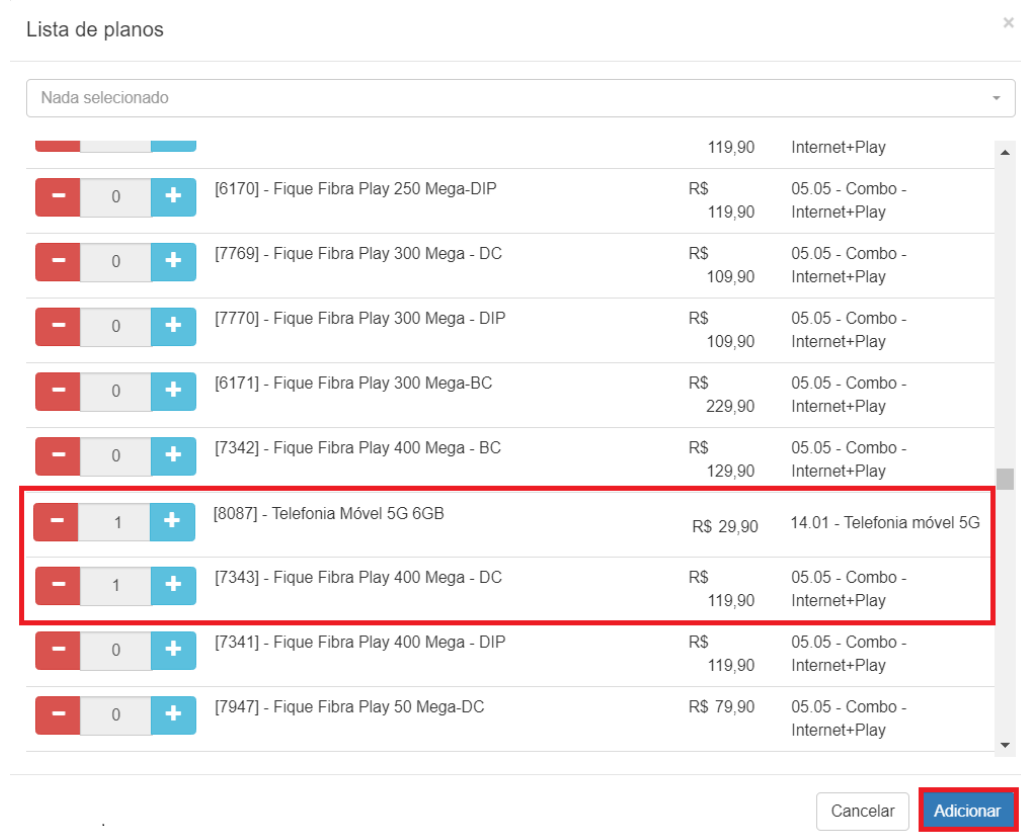 Lista de planos
×
Nada selecionado
119,90 Internet+Play
0 [6170] - Fique Fibra Play 250 Mega-DIP R$ 05.05 - Combo -
119,90 Internet+Play
0 [7769] - Fique Fibra Play 300 Mega - DC R$ 05.05 - Combo -
109,90 Internet+Play
0 [7770] - Fique Fibra Play 300 Mega - DIP R$ 05.05 - Combo -
109,90 Internet+Play
0 [6171] - Fique Fibra Play 300 Mega-BC R$ 05.05 - Combo -
229,90 Internet+Play
0 [7342] - Fique Fibra Play 400 Mega - BC R$ 05.05 - Combo -
129,90 Internet+Play
1 [8087] - Telefonia Móvel 5G 6GB R$ 29,90 14.01 - Telefonia móvel 5G
1 [7343] - Fique Fibra Play 400 Mega - DC R$ 05.05 - Combo -
119,90 Internet+Play
0 [7341] - Fique Fibra Play 400 Mega - DIP R$ 05.05 - Combo -
119,90 Internet+Play
0 [7947] - Fique Fibra Play 50 Mega-DC R$ 79,90 05.05 - Combo -
Internet+Play
Cancelar Adicionar